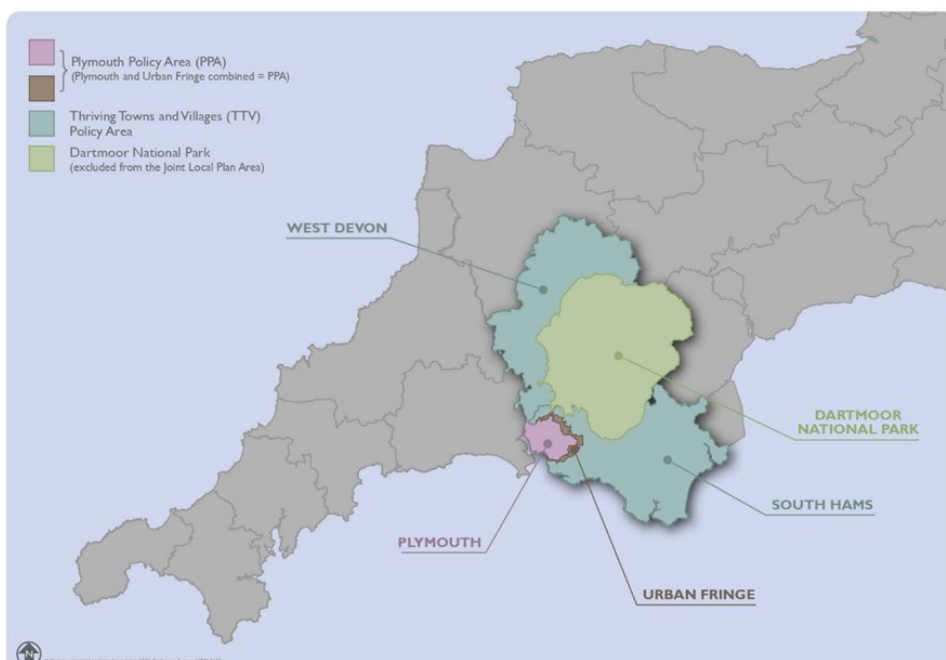 Plymouth Policy Area (PPA)
(Plymouth and Urban Fringe combined = PPA)
Thriving Towns and Villages (TTV)
Policy Area
Dartmoor National Park
(excluded from the Joint Local Plan Area)
WEST DEVON
DARTMOOR
NATIONAL PARK
SOUTH HAMS
PLYMOUTH
URBAN FRINGE
N